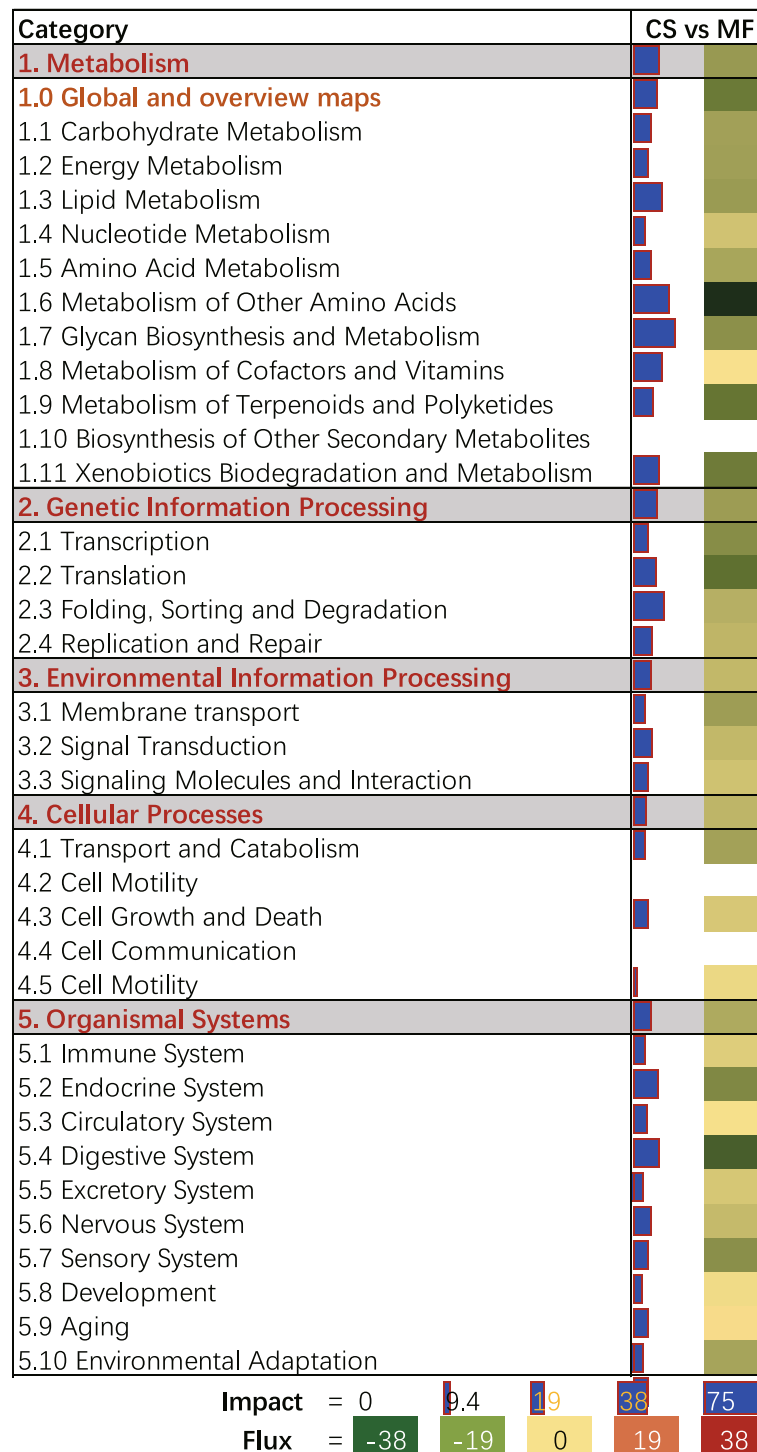 Category CS vs MF
1. Metabolism
1.0 Global and overview maps
1.1 Carbohydrate Metabolism
1.2 Energy Metabolism
1.3 Lipid Metabolism
1.4 Nucleotide Metabolism
1.5 Amino Acid Metabolism
1.6 Metabolism of Other Amino Acids
1.7 Glycan Biosynthesis and Metabolism
1.8 Metabolism of Cofactors and Vitamins
1.9 Metabolism of Terpenoids and Polyketides
1.10 Biosynthesis of Other Secondary Metabolites
1.11 Xenobiotics Biodegradation and Metabolism
2. Genetic Information Processing
2.1 Transcription
2.2 Translation
2.3 Folding, Sorting and Degradation
2.4 Replication and Repair
3. Environmental Information Processing
3.1 Membrane transport
3.2 Signal Transduction
3.3 Signaling Molecules and Interaction
4. Cellular Processes
4.1 Transport and Catabolism
4.2 Cell Motility
4.3 Cell Growth and Death
4.4 Cell Communication
4.5 Cell Motility
5. Organismal Systems
5.1 Immune System
5.2 Endocrine System
5.3 Circulatory System
5.4 Digestive System
5.5 Excretory System
5.6 Nervous System
5.7 Sensory System
5.8 Development
5.9 Aging
5.10 Environmental Adaptation
Impact = 0 9.4 19 38 75
Flux = -38 -19 0 19 38